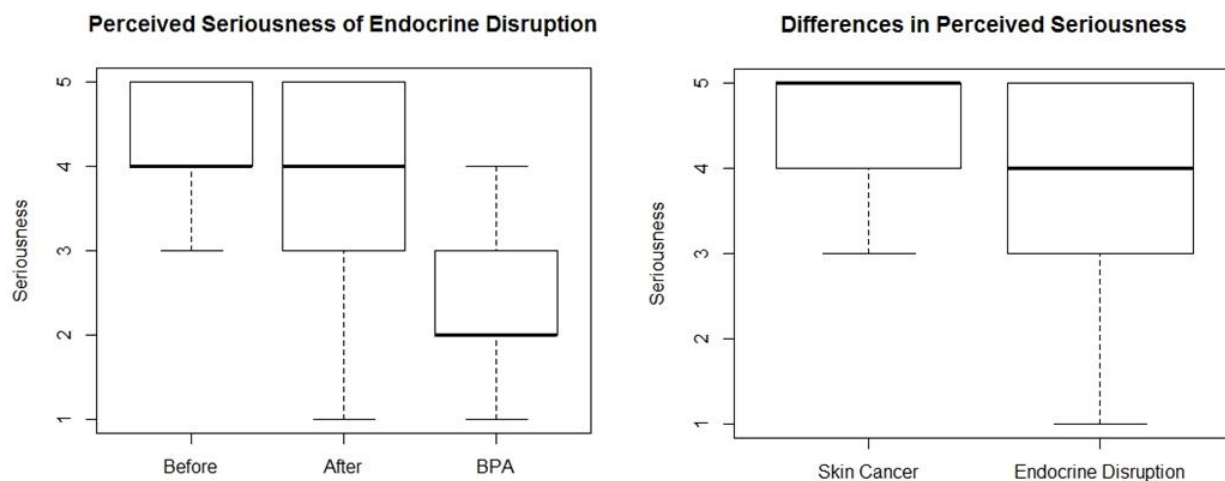 Perceived Seriousness of Endocrine Disruption
Seriousness
5
4
3
2
1
Before After BPA
Differences in Perceived Seriousness
Seriousness
5
4
3
2
1
Skin Cancer Endocrine Disruption